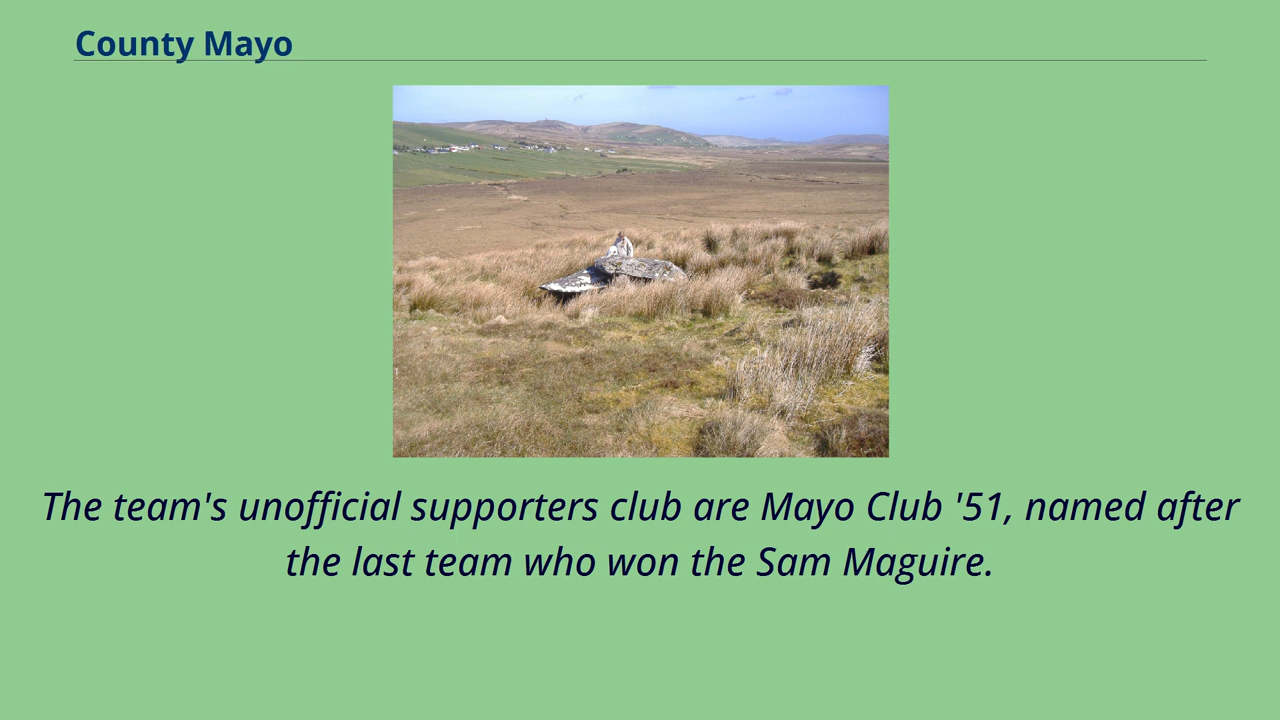 County Mayo
The team's unofficial supporters club are Mayo Club '51, named after
the last team who won the Sam Maguire.